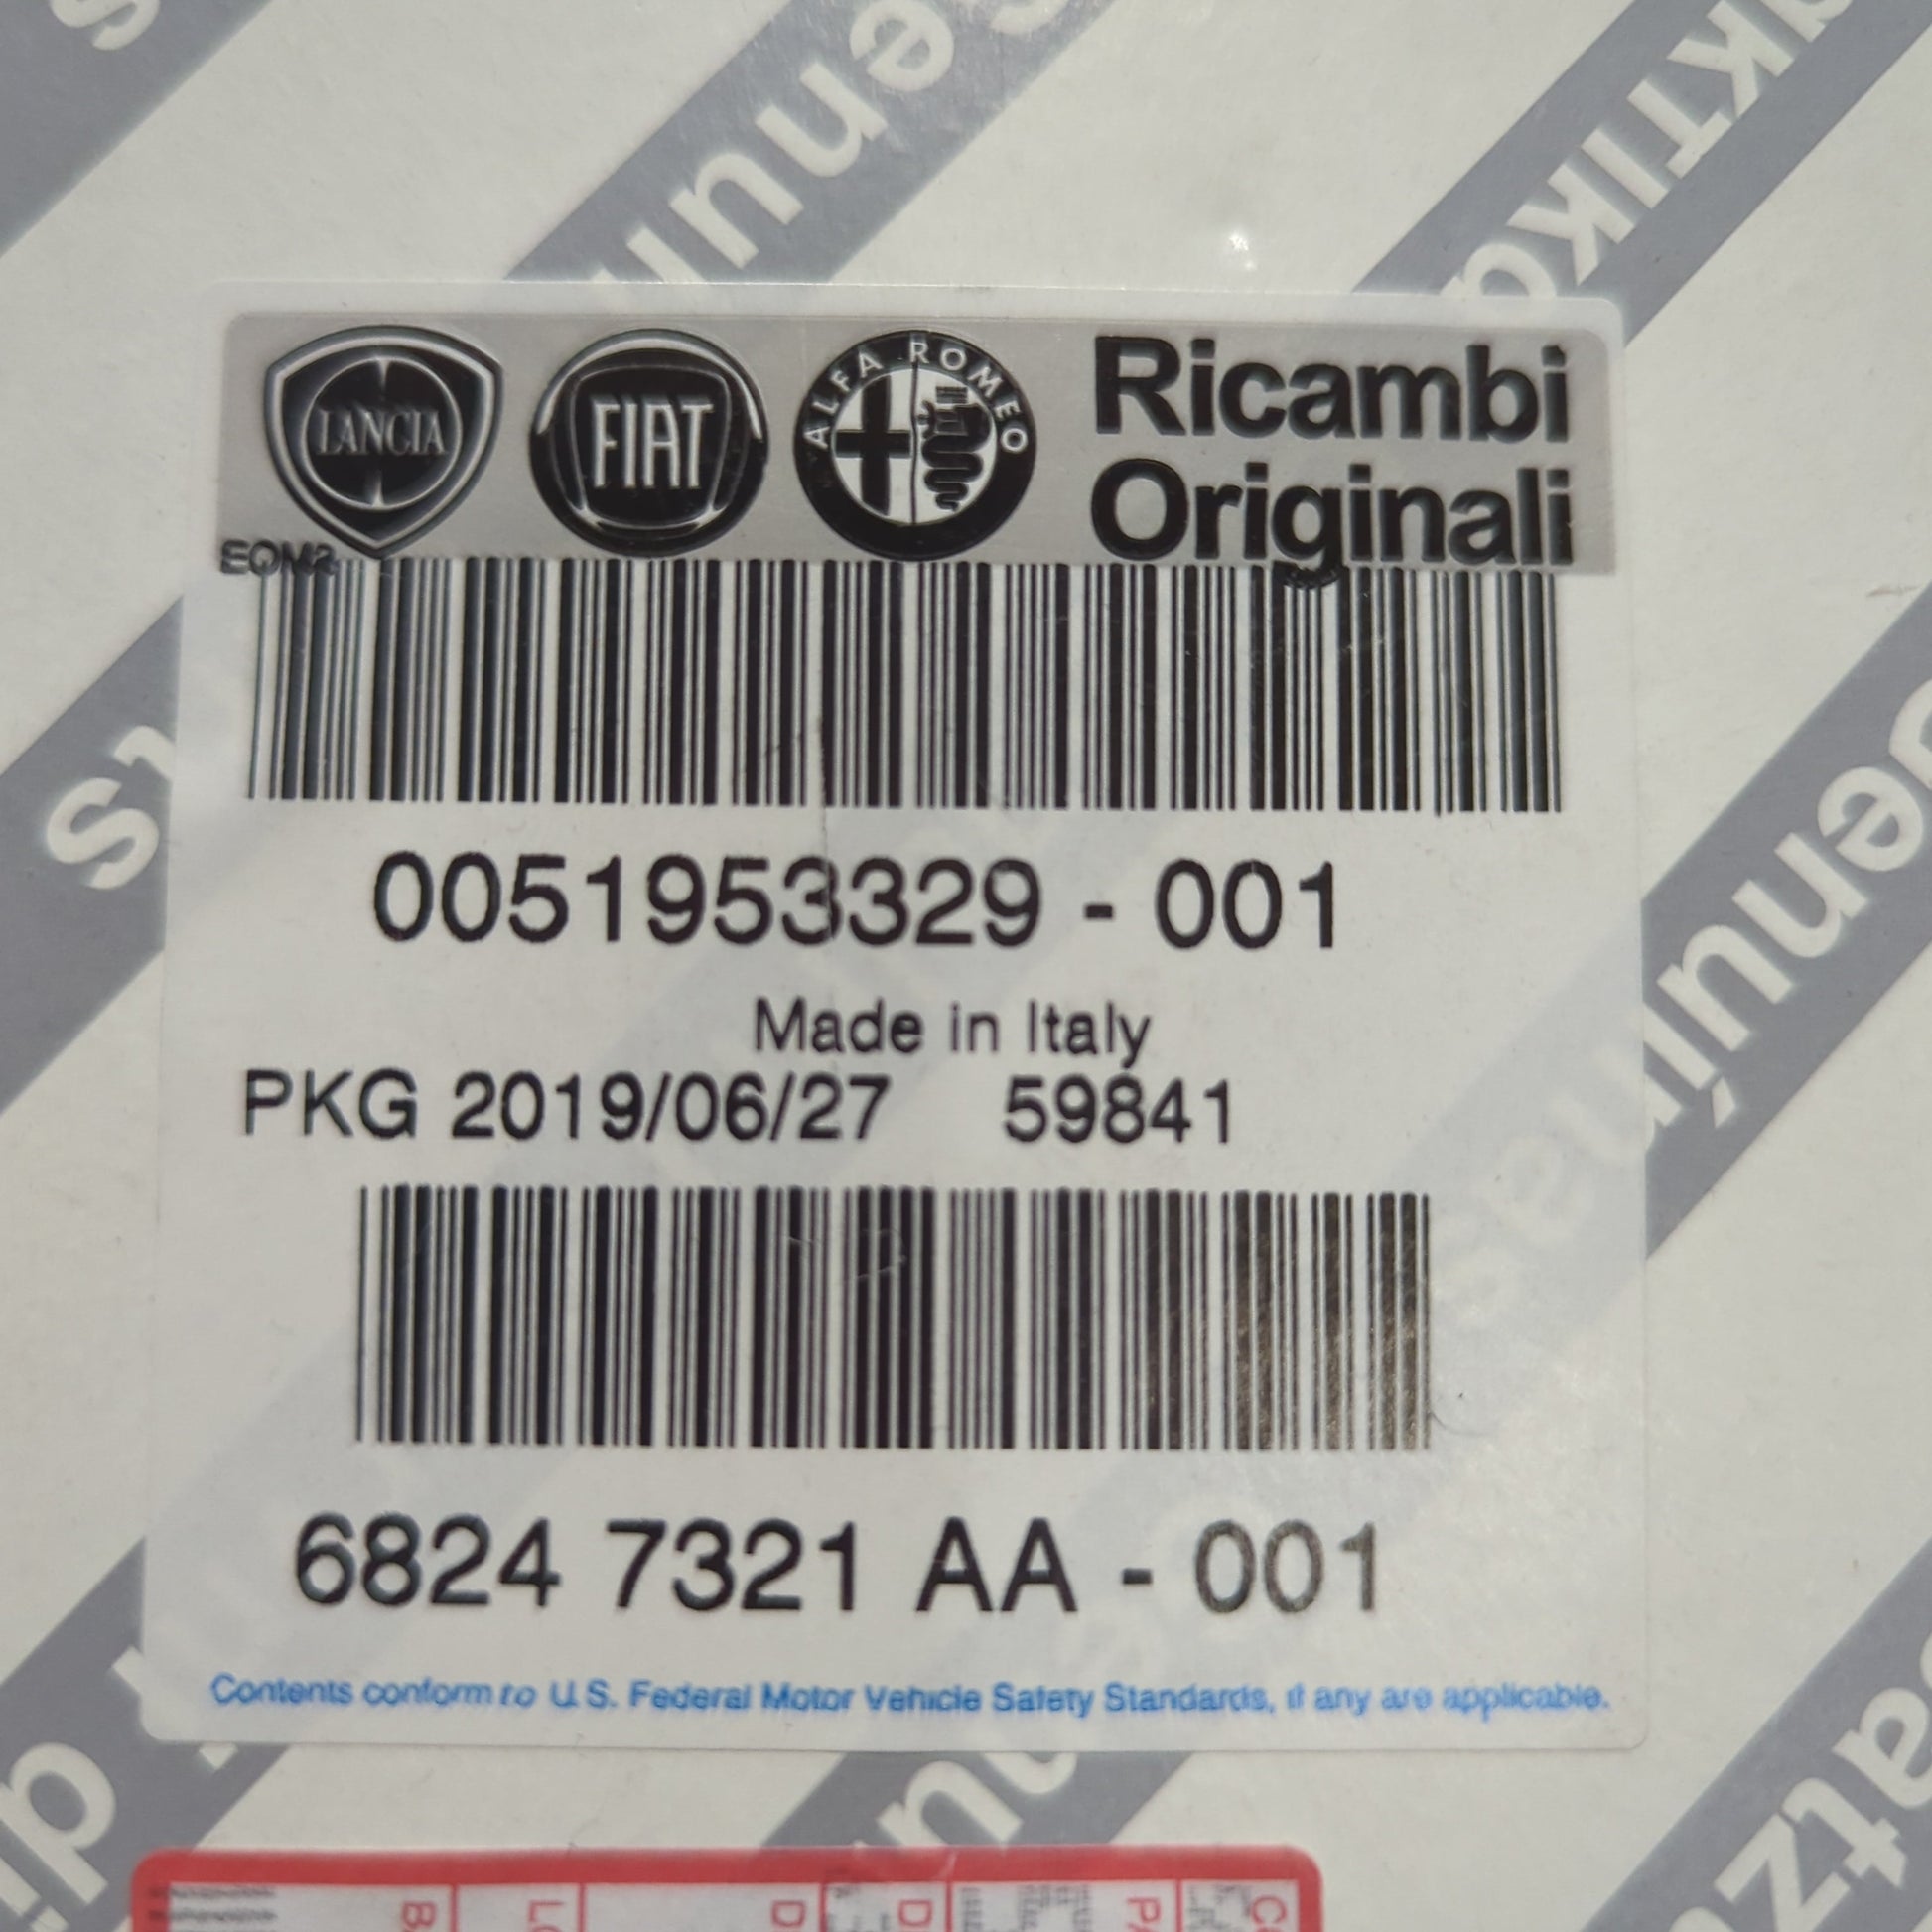 LANCIA
FIAT
ALFA ROMEO
Ricambi
Originali
EQM2
0051953329 - 001
Made in Italy
PKG 2019/06/27 59841
6824 7321 AA - 001
Contents conform to U.S. Federal Motor Vehicle Safety Standards, if any are applicable.